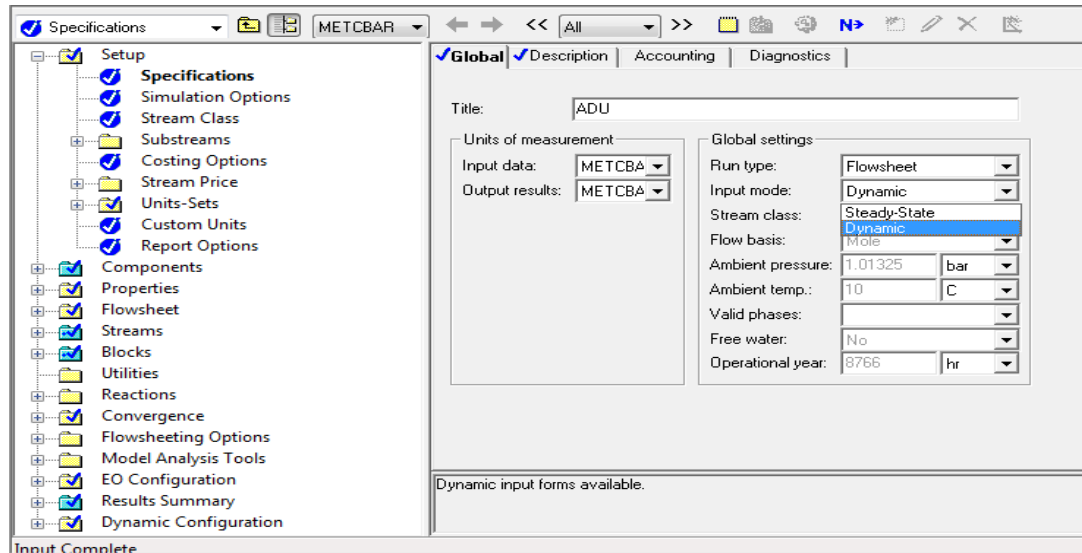 Specifications METCBAR << All >> N>
Setup
Specifications
Simulation Options
Stream Class
Substreams
Costing Options
Stream Price
Units-Sets
Custom Units
Report Options
Components
Properties
Flowsheet
Streams
Blocks
Utilities
Reactions
Convergence
Flowsheeting Options
Model Analysis Tools
EO Configuration
Results Summary
Dynamic Configuration
Global Description Accounting Diagnostics
Title: ADU
Units of measurement
Input data: METCBA
Output results: METCBA
Global settings
Run type: Flowsheet
Input mode: Dynamic
Steady-State
Dynamic
Stream class:
Flow basis: Mole
Ambient pressure: 1.01325 bar
Ambient temp.: 10 C
Valid phases:
Free water: No
Operational year: 8766 hr
Dynamic input forms available.
Input Complete